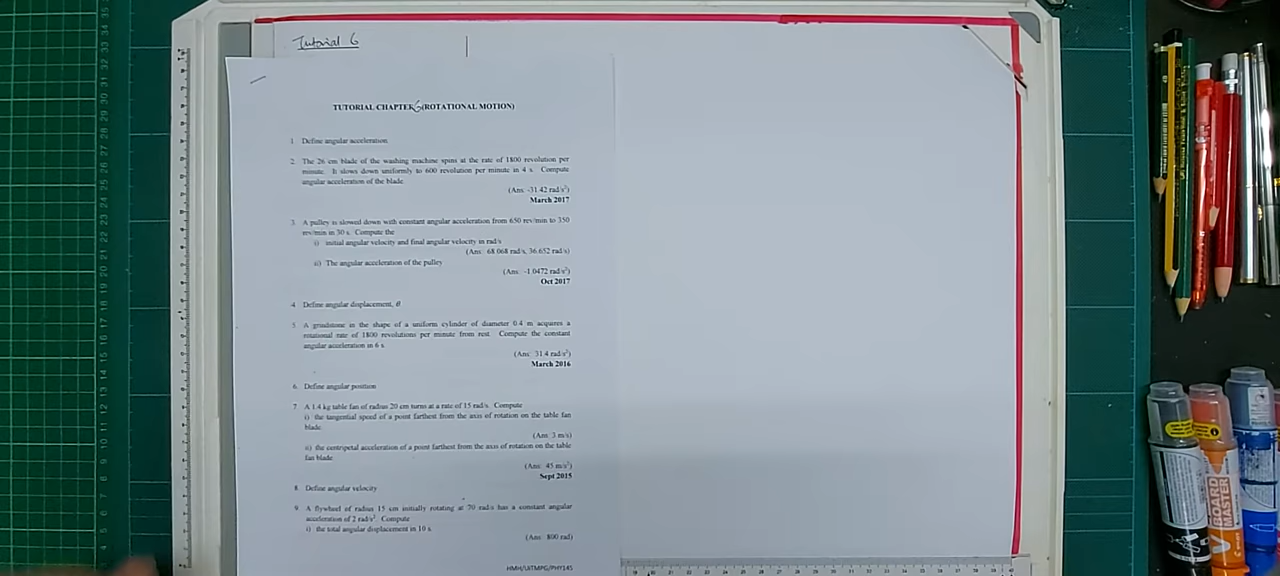 Tutorial 6
TUTORIAL CHAPTER 6 (ROTATIONAL MOTION)
1. Define angular acceleration.
2. The 26 cm blade of the washing machine spins at the rate of 1800 revolution per
minute. It slows down uniformly to 600 revolution per minute in 4 s. Compute
angular acceleration of the blade.
(Ans: -31.42 rad/s²)
March 2017
3. A pulley is slowed down with constant angular acceleration from 650 rev/min to 350
rev/min in 30 s. Compute the
i) initial angular velocity and final angular velocity in rad/s
(Ans: 68.068 rad/s, 36.652 rad/s)
ii) The angular acceleration of the pulley
(Ans: -1.0472 rad/s²)
Oct 2017
4. Define angular displacement, θ.
5. A grindstone in the shape of a uniform cylinder of diameter 0.4 m acquires a
rotational rate of 1800 revolutions per minute from rest. Compute the constant
angular acceleration in 6 s.
(Ans: 31.4 rad/s²)
March 2016
6. Define angular position
7. A 1.4 kg table fan of radius 20 cm turns at a rate of 15 rad/s. Compute
i) the tangential speed of a point farthest from the axis of rotation on the table fan
blade.
(Ans: 3 m/s)
ii) the centripetal acceleration of a point farthest from the axis of rotation on the table
fan blade.
(Ans: 45 m/s²)
Sept 2015
8. Define angular velocity
9. A flywheel of radius 15 cm initially rotating at 70 rad/s has a constant angular
acceleration of 2 rad/s². Compute
i) the total angular displacement in 10 s.
(Ans: 800 rad)
HMH/UITMPG/PHY145
BOARD
MASTER